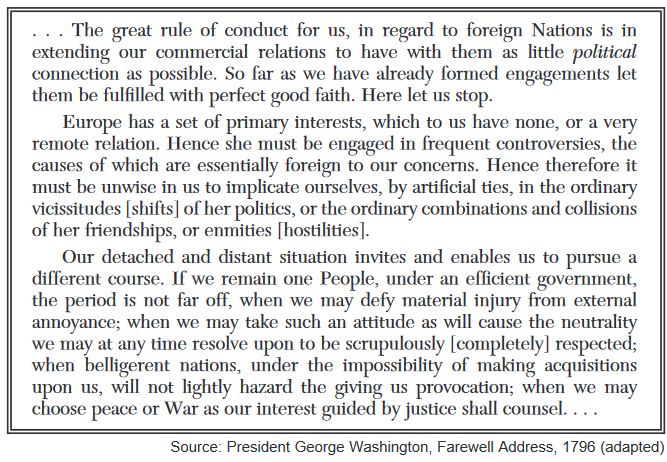 . . . The great rule of conduct for us, in regard to foreign Nations is in
extending our commercial relations to have with them as little political
connection as possible. So far as we have already formed engagements let
them be fulfilled with perfect good faith. Here let us stop.
Europe has a set of primary interests, which to us have none, or a very
remote relation. Hence she must be engaged in frequent controversies, the
causes of which are essentially foreign to our concerns. Hence therefore it
must be unwise in us to implicate ourselves, by artificial ties, in the ordinary
vicissitudes [shifts] of her politics, or the ordinary combinations and collisions
of her friendships, or enmities [hostilities].
Our detached and distant situation invites and enables us to pursue a
different course. If we remain one People, under an efficient government,
the period is not far off, when we may defy material injury from external
annoyance; when we may take such an attitude as will cause the neutrality
we may at any time resolve upon to be scrupulously [completely] respected;
when belligerent nations, under the impossibility of making acquisitions
upon us, will not lightly hazard the giving us provocation; when we may
choose peace or War as our interest guided by justice shall counsel. . . .
Source: President George Washington, Farewell Address, 1796 (adapted)